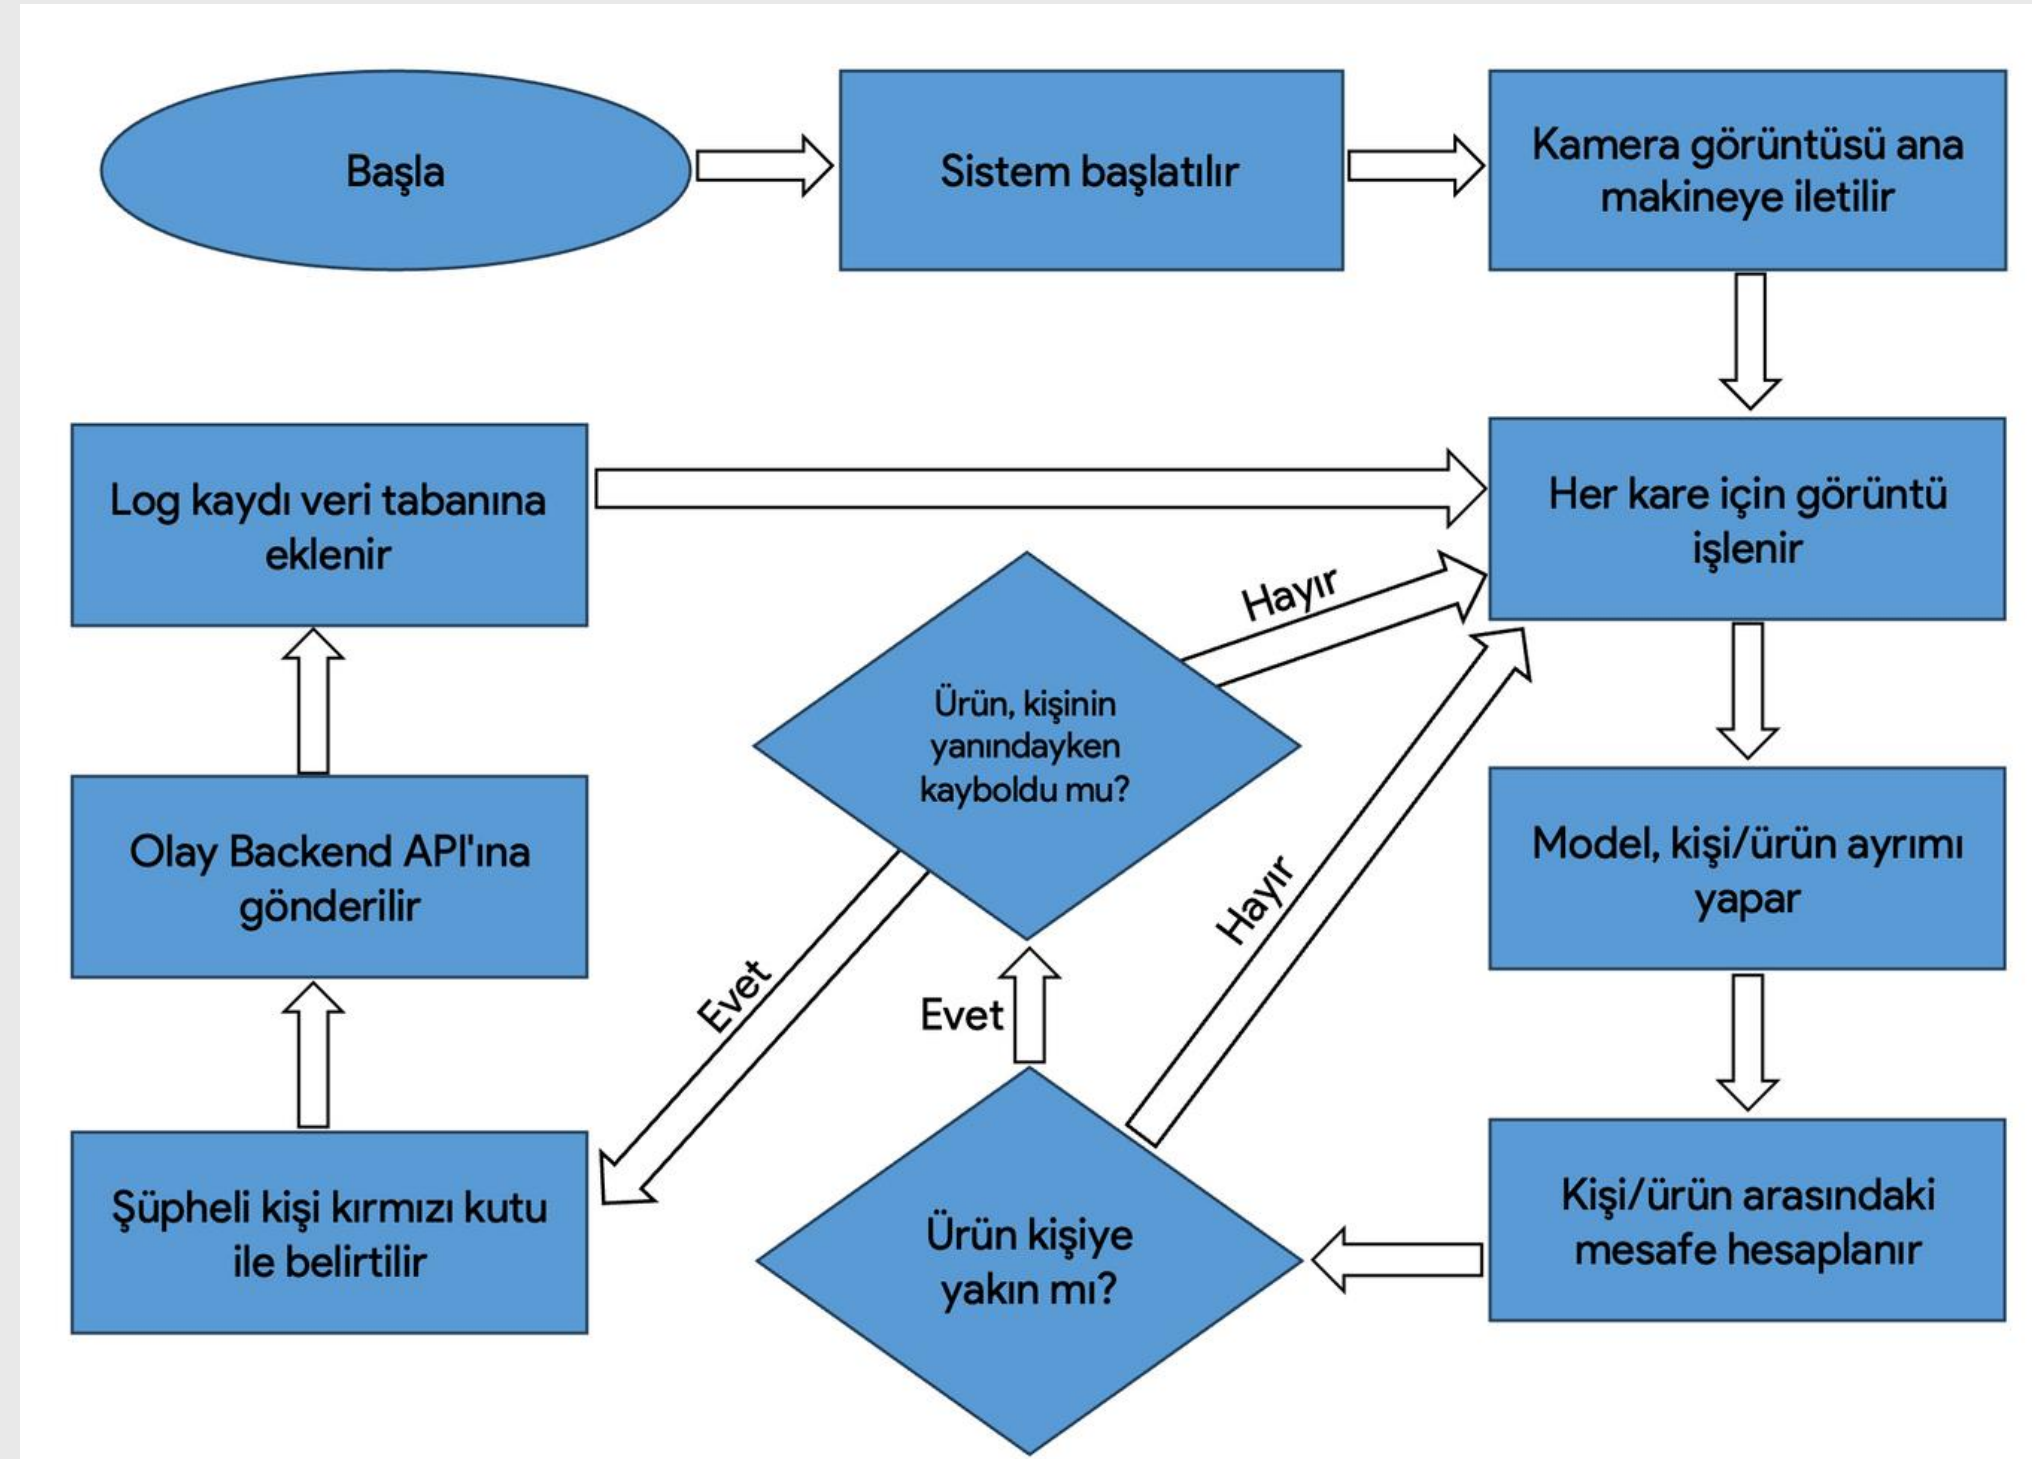 Başla
Sistem başlatılır
Kamera görüntüsü ana
makineye iletilir
Log kaydı veri tabanına
eklenir
Her kare için görüntü
işlenir
Hayır
Ürün, kişinin
yanındayken
kayboldu mu?
Olay Backend API'ına
gönderilir
Model, kişi/ürün ayrımı
yapar
Hayır
Evet
Evet
Şüpheli kişi kırmızı kutu
ile belirtilir
Ürün kişiye
yakın mı?
Kişi/ürün arasındaki
mesafe hesaplanır